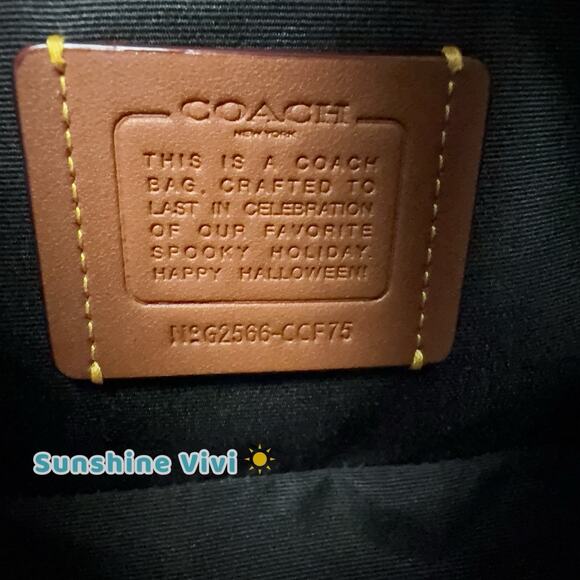 COACH
NEW YORK
THIS IS A COACH
BAG, CRAFTED TO
LAST IN CELEBRATION
OF OUR FAVORITE
SPOOKY HOLIDAY.
HAPPY HALLOWEEN!
NºG2566-CCF75
Sunshine Vivi